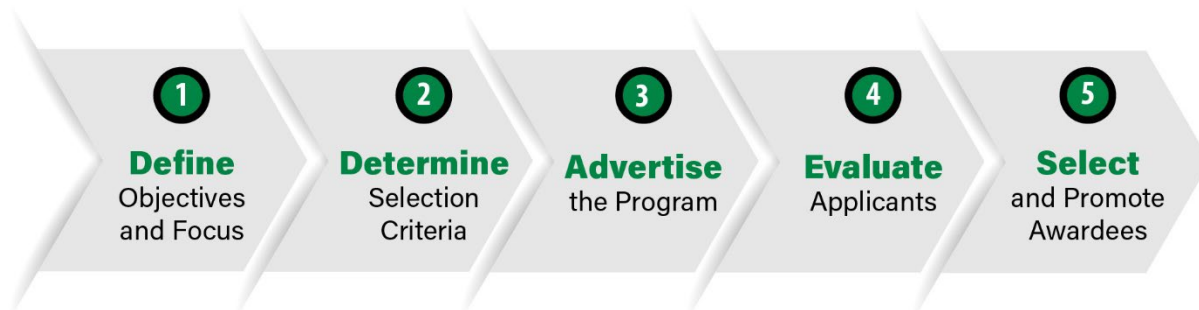 1
Define
Objectives
and Focus
2
Determine
Selection
Criteria
3
Advertise
the Program
4
Evaluate
Applicants
5
Select
and Promote
Awardees